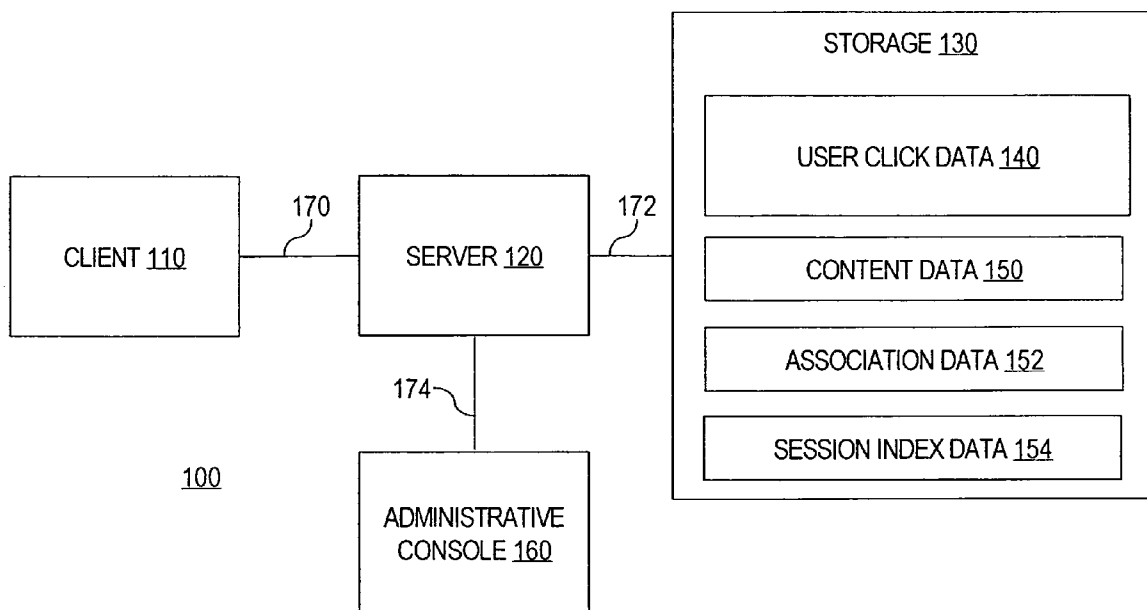 STORAGE 130
USER CLICK DATA 140
170
172
CLIENT 110
SERVER 120
CONTENT DATA 150
ASSOCIATION DATA 152
174
SESSION INDEX DATA 154
100
ADMINISTRATIVE
CONSOLE 160